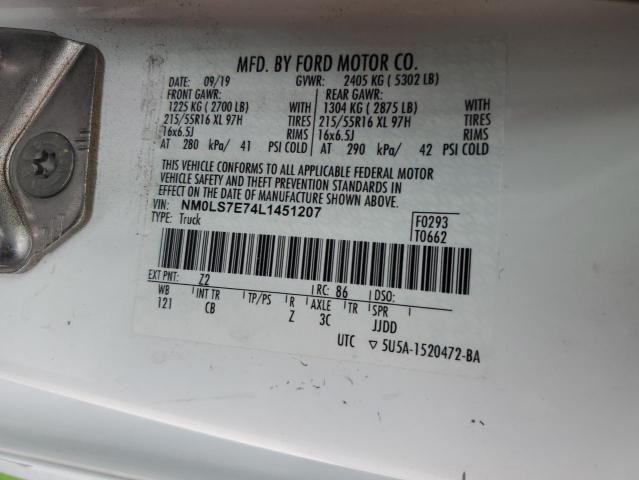 MFD. BY FORD MOTOR CO.
DATE: 09/19 GVWR: 2405 KG ( 5302 LB)
FRONT GAWR: REAR GAWR:
1225 KG ( 2700 LB) WITH 1304 KG ( 2875 LB) WITH
215/55R16 XL 97H TIRES 215/55R16 XL 97H TIRES
16x6.5J RIMS 16x6.5J RIMS
AT 280 kPa/ 41 PSI COLD AT 290 kPa/ 42 PSI COLD
THIS VEHICLE CONFORMS TO ALL APPLICABLE FEDERAL MOTOR
VEHICLE SAFETY AND THEFT PREVENTION STANDARDS IN
EFFECT ON THE DATE OF MANUFACTURE SHOWN ABOVE.
VIN: NM0LS7E74L1451207
TYPE: Truck
F0293
T0662
EXT PNT: Z2 RC: 86 DSO:
WB INT TR TP/PS R AXLE TR SPR
121 CB Z 3C JJDD
UTC ▽ 5U5A-1520472-BA